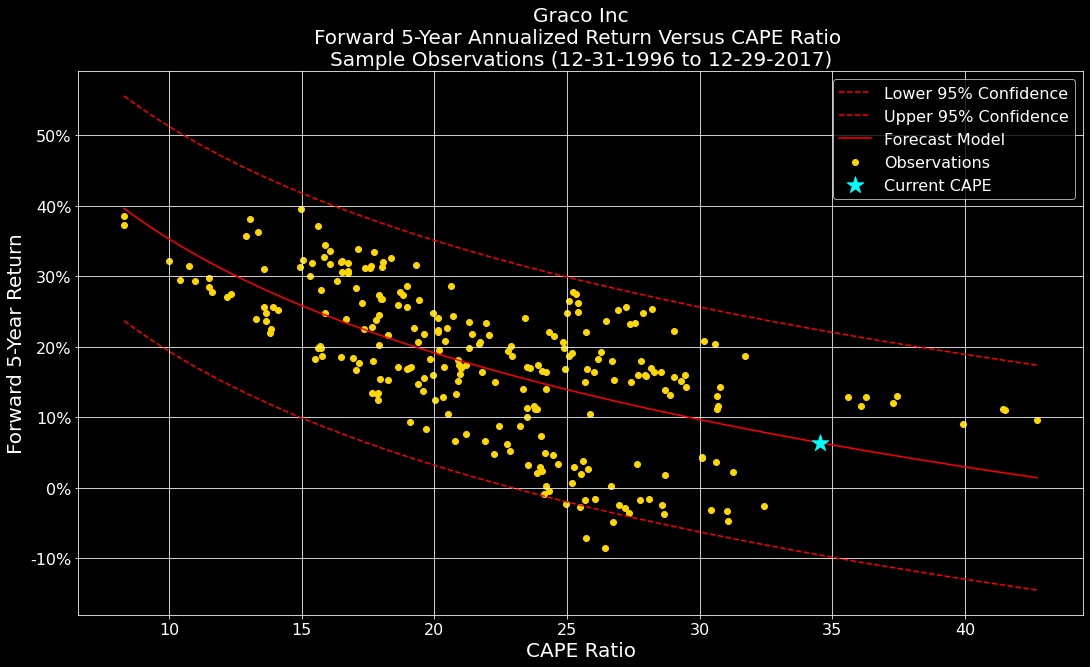 Graco Inc
Forward 5-Year Annualized Return Versus CAPE Ratio
Sample Observations (12-31-1996 to 12-29-2017)
Lower 95% Confidence
Upper 95% Confidence
Forecast Model
Observations
Current CAPE
Forward 5-Year Return
50%
40%
30%
20%
10%
0%
-10%
10 15 20 25 30 35 40
CAPE Ratio